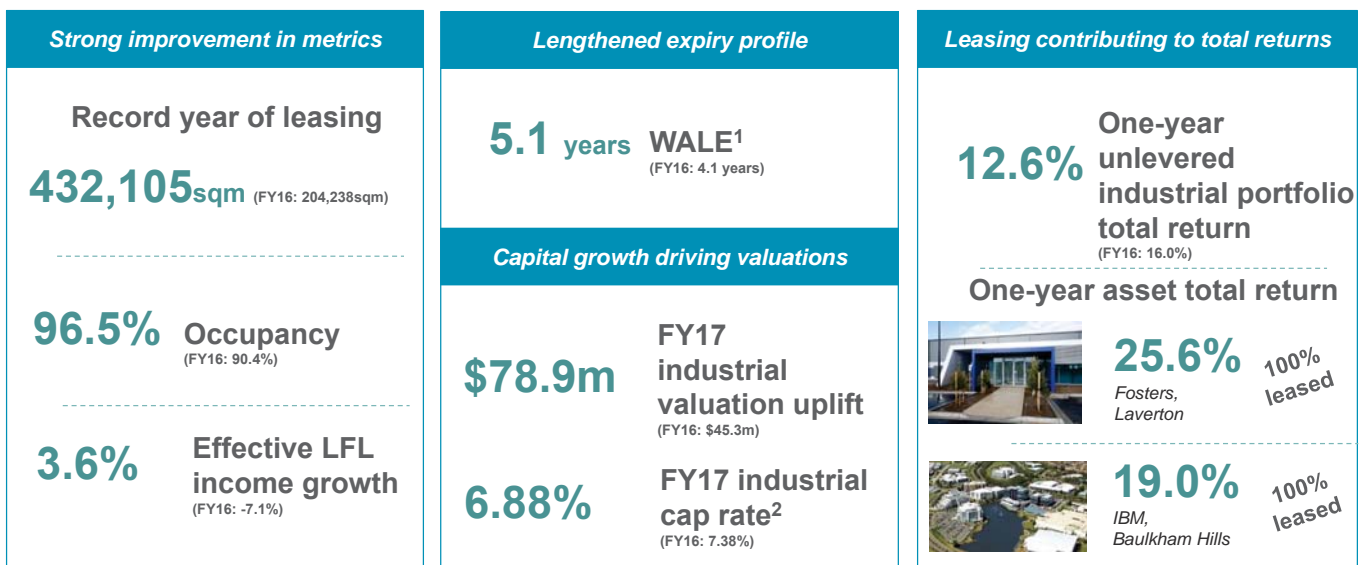 Strong improvement in metrics
Record year of leasing
432,105sqm (FY16: 204,238sqm)
96.5% Occupancy
(FY16: 90.4%)
3.6% Effective LFL
income growth
(FY16: -7.1%)
Lengthened expiry profile
5.1 years WALE¹
(FY16: 4.1 years)
Capital growth driving valuations
$78.9m FY17
industrial
valuation uplift
(FY16: $45.3m)
6.88% FY17 industrial
cap rate²
(FY16: 7.38%)
Leasing contributing to total returns
12.6% One-year
unlevered
industrial portfolio
total return
(FY16: 16.0%)
One-year asset total return
25.6%
Fosters,
Laverton
100%
leased
19.0%
IBM,
Baulkham Hills
100%
leased